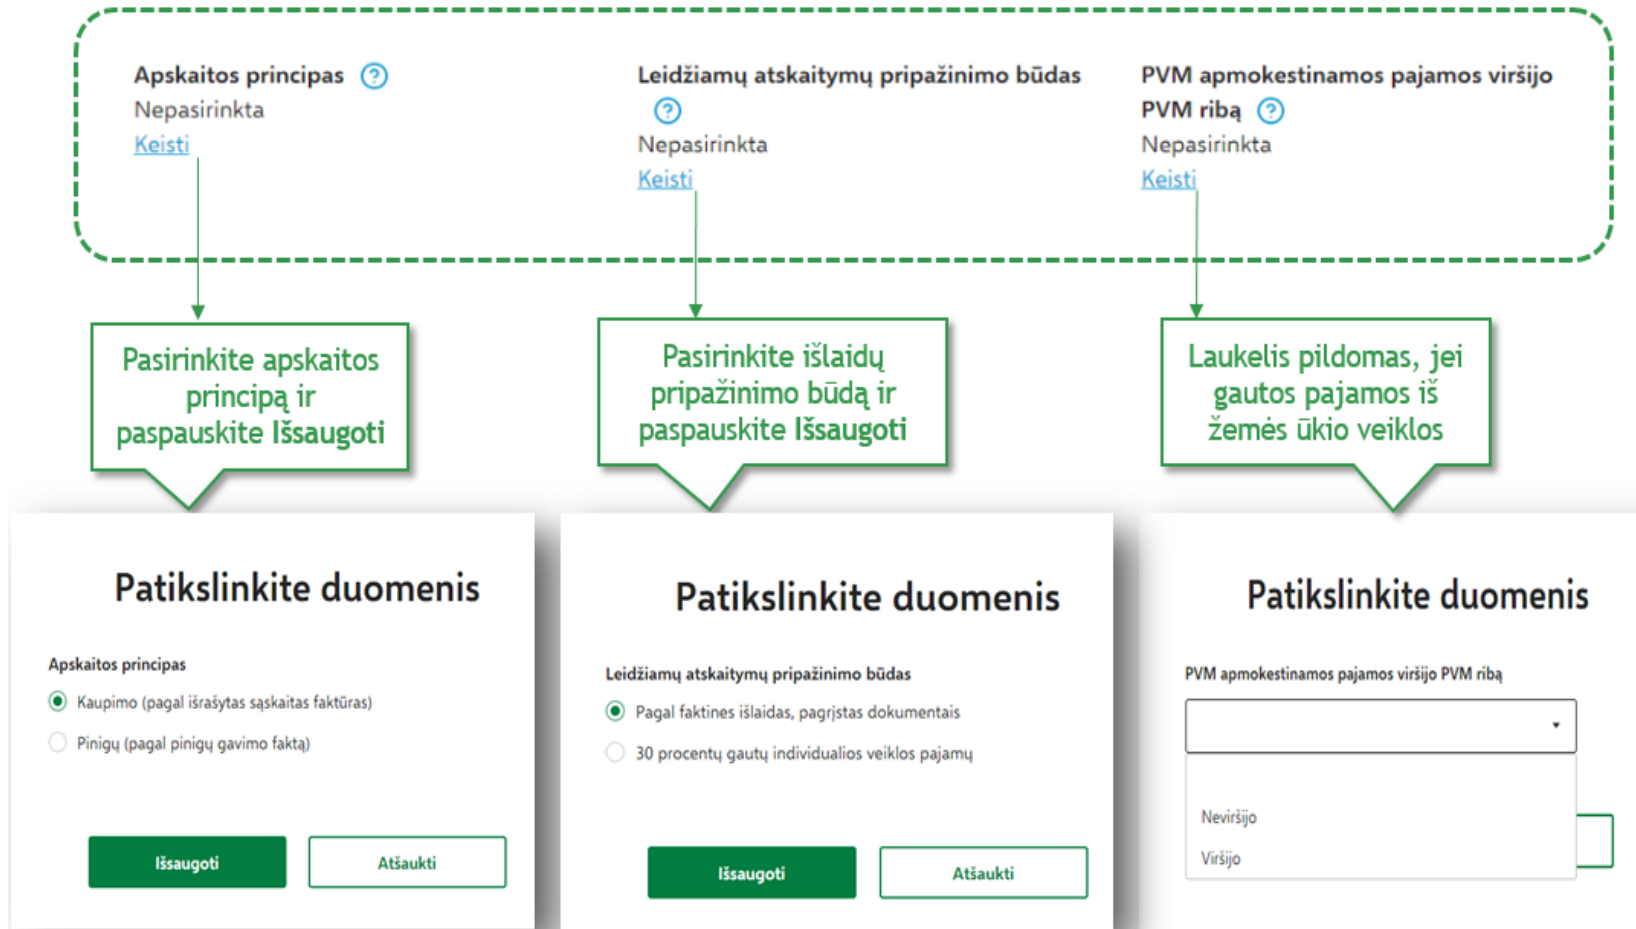 Apskaitos principas
Nepasirinkta
Keisti
Leidžiamų atskaitymų pripažinimo būdas
Nepasirinkta
Keisti
PVM apmokestinamos pajamos viršijo
PVM ribą
Nepasirinkta
Keisti
Pasirinkite apskaitos
principą ir
paspauskite Išsaugoti
Pasirinkite išlaidų
pripažinimo būdą ir
paspauskite Išsaugoti
Laukelis pildomas, jei
gautos pajamos iš
žemės ūkio veiklos
Patikslinkite duomenis
Apskaitos principas
Kaupimo (pagal išrašytas sąskaitas faktūras)
Pinigų (pagal pinigų gavimo faktą)
Išsaugoti
Atšaukti
Patikslinkite duomenis
Leidžiamų atskaitymų pripažinimo būdas
Pagal faktines išlaidas, pagrįstas dokumentais
30 procentų gautų individualios veiklos pajamų
Išsaugoti
Atšaukti
Patikslinkite duomenis
PVM apmokestinamos pajamos viršijo PVM ribą
Neviršijo
Viršijo